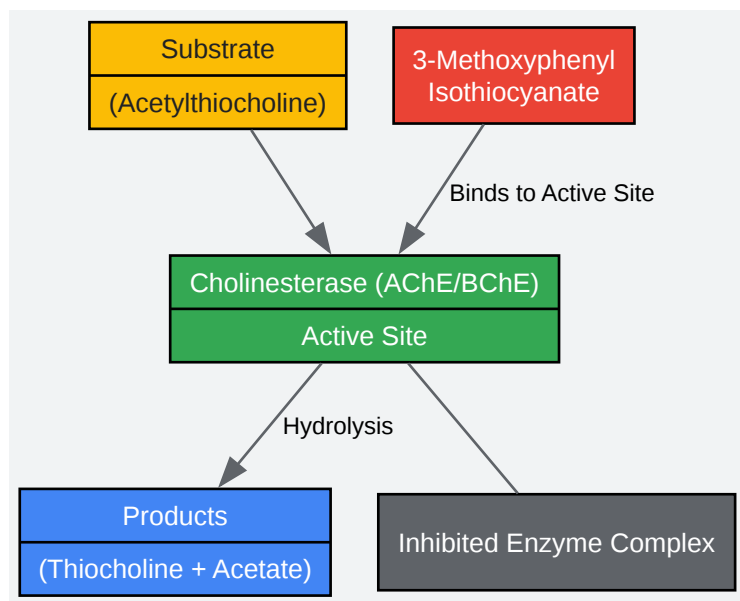 Substrate
(Acetylthiocholine)
3-Methoxyphenyl
Isothiocyanate
Binds to Active Site
Cholinesterase (AChE/BChE)
Active Site
Hydrolysis
Products
(Thiocholine + Acetate)
Inhibited Enzyme Complex